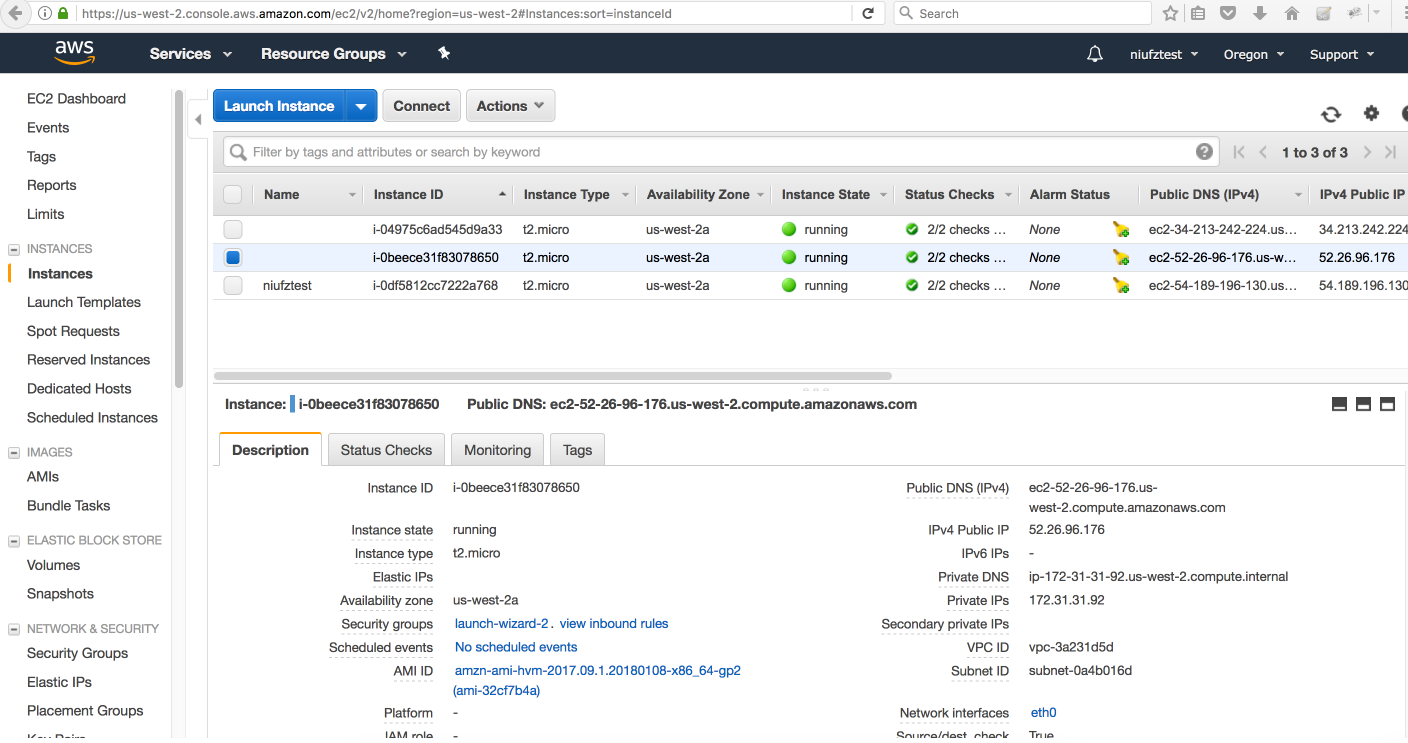 https://us-west-2.console.aws.amazon.com/ec2/v2/home?region=us-west-2#Instances:sort=instanceId
Search
aws
Services
Resource Groups
niufztest
Oregon
Support
EC2 Dashboard
Events
Tags
Reports
Limits
INSTANCES
Instances
Launch Templates
Spot Requests
Reserved Instances
Dedicated Hosts
Scheduled Instances
IMAGES
AMIs
Bundle Tasks
ELASTIC BLOCK STORE
Volumes
Snapshots
NETWORK & SECURITY
Security Groups
Elastic IPs
Placement Groups
Launch Instance
Connect
Actions
Filter by tags and attributes or search by keyword
1 to 3 of 3
Name Instance ID Instance Type Availability Zone Instance State Status Checks Alarm Status Public DNS (IPv4) IPv4 Public IP
i-04975c6ad545d9a33 t2.micro us-west-2a running 2/2 checks ... None ec2-34-213-242-224.us... 34.213.242.224
i-0beece31f83078650 t2.micro us-west-2a running 2/2 checks ... None ec2-52-26-96-176.us-w... 52.26.96.176
niufztest i-0df5812cc7222a768 t2.micro us-west-2a running 2/2 checks ... None ec2-54-189-196-130.us... 54.189.196.130
Instance: i-0beece31f83078650 Public DNS: ec2-52-26-96-176.us-west-2.compute.amazonaws.com
Description
Status Checks
Monitoring
Tags
Instance ID i-0beece31f83078650
Instance state running
Instance type t2.micro
Elastic IPs
Availability zone us-west-2a
Security groups launch-wizard-2. view inbound rules
Scheduled events No scheduled events
AMI ID amzn-ami-hvm-2017.09.1.20180108-x86_64-gp2
(ami-32cf7b4a)
Platform -
IAM role -
Public DNS (IPv4) ec2-52-26-96-176.us-
west-2.compute.amazonaws.com
IPv4 Public IP 52.26.96.176
IPv6 IPs -
Private DNS ip-172-31-31-92.us-west-2.compute.internal
Private IPs 172.31.31.92
Secondary private IPs
VPC ID vpc-3a231d5d
Subnet ID subnet-0a4b016d
Network interfaces eth0
Source/dest. check True